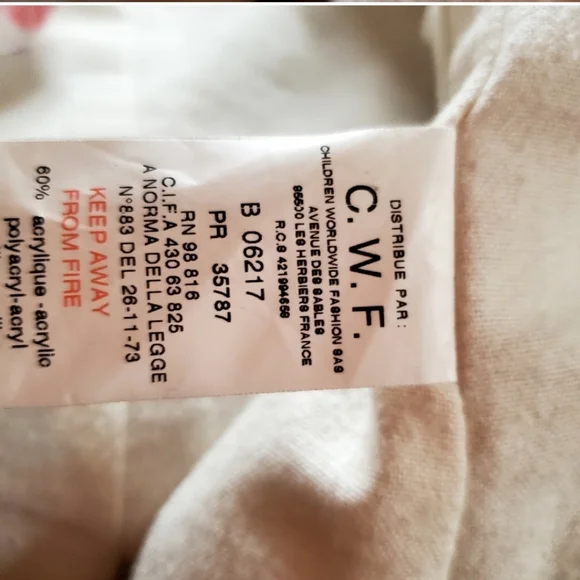 DISTRIBUE PAR :
C. W. F.
CHILDREN WORLDWIDE FASHION SAS
AVENUE DES SABLES
85500 LES HERBIERS FRANCE
R.C.S 421994658
B 06217
PR 35787
RN 98 816
C.I.F.A 430 63 825
A NORMA DELLA LEGGE
N°883 DEL 26-11-73
KEEP AWAY
FROM FIRE
60% acrylique - acrylic
polyacryl-acryl